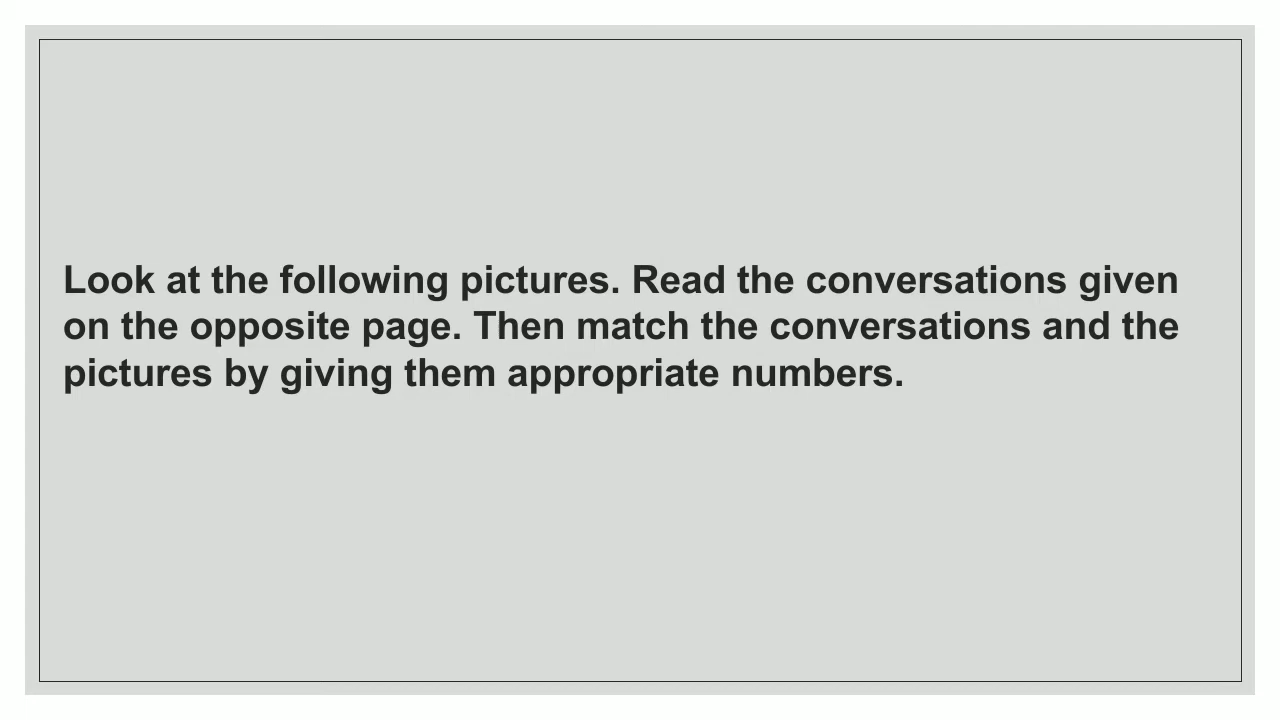 Look at the following pictures. Read the conversations given
on the opposite page. Then match the conversations and the
pictures by giving them appropriate numbers.